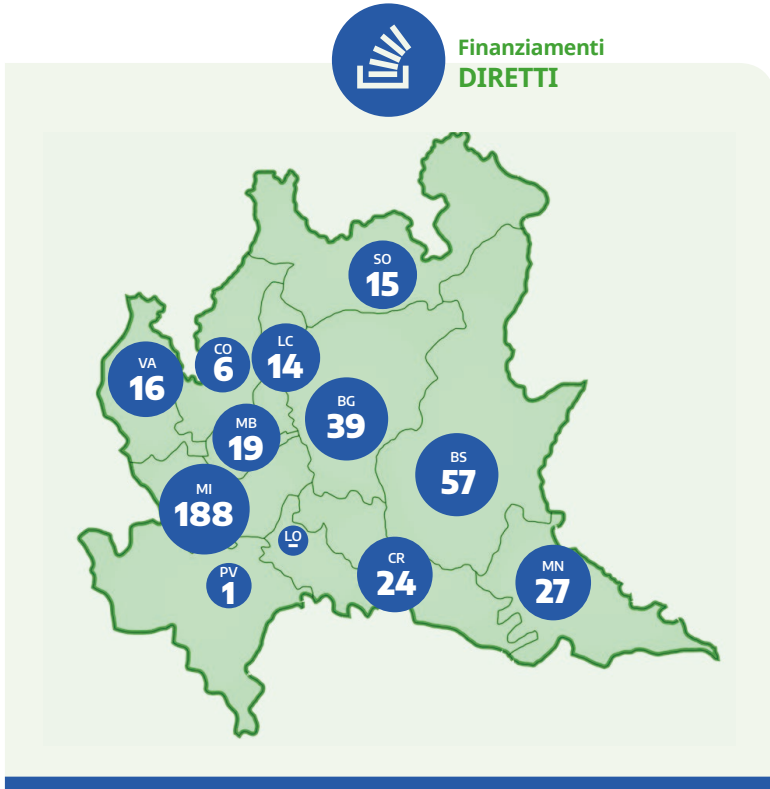 Finanziamenti
DIRETTI
SO
15
CO
6
LC
14
VA
16
BG
39
MB
19
BS
57
MI
188
LO
-
CR
24
MN
27
PV
1